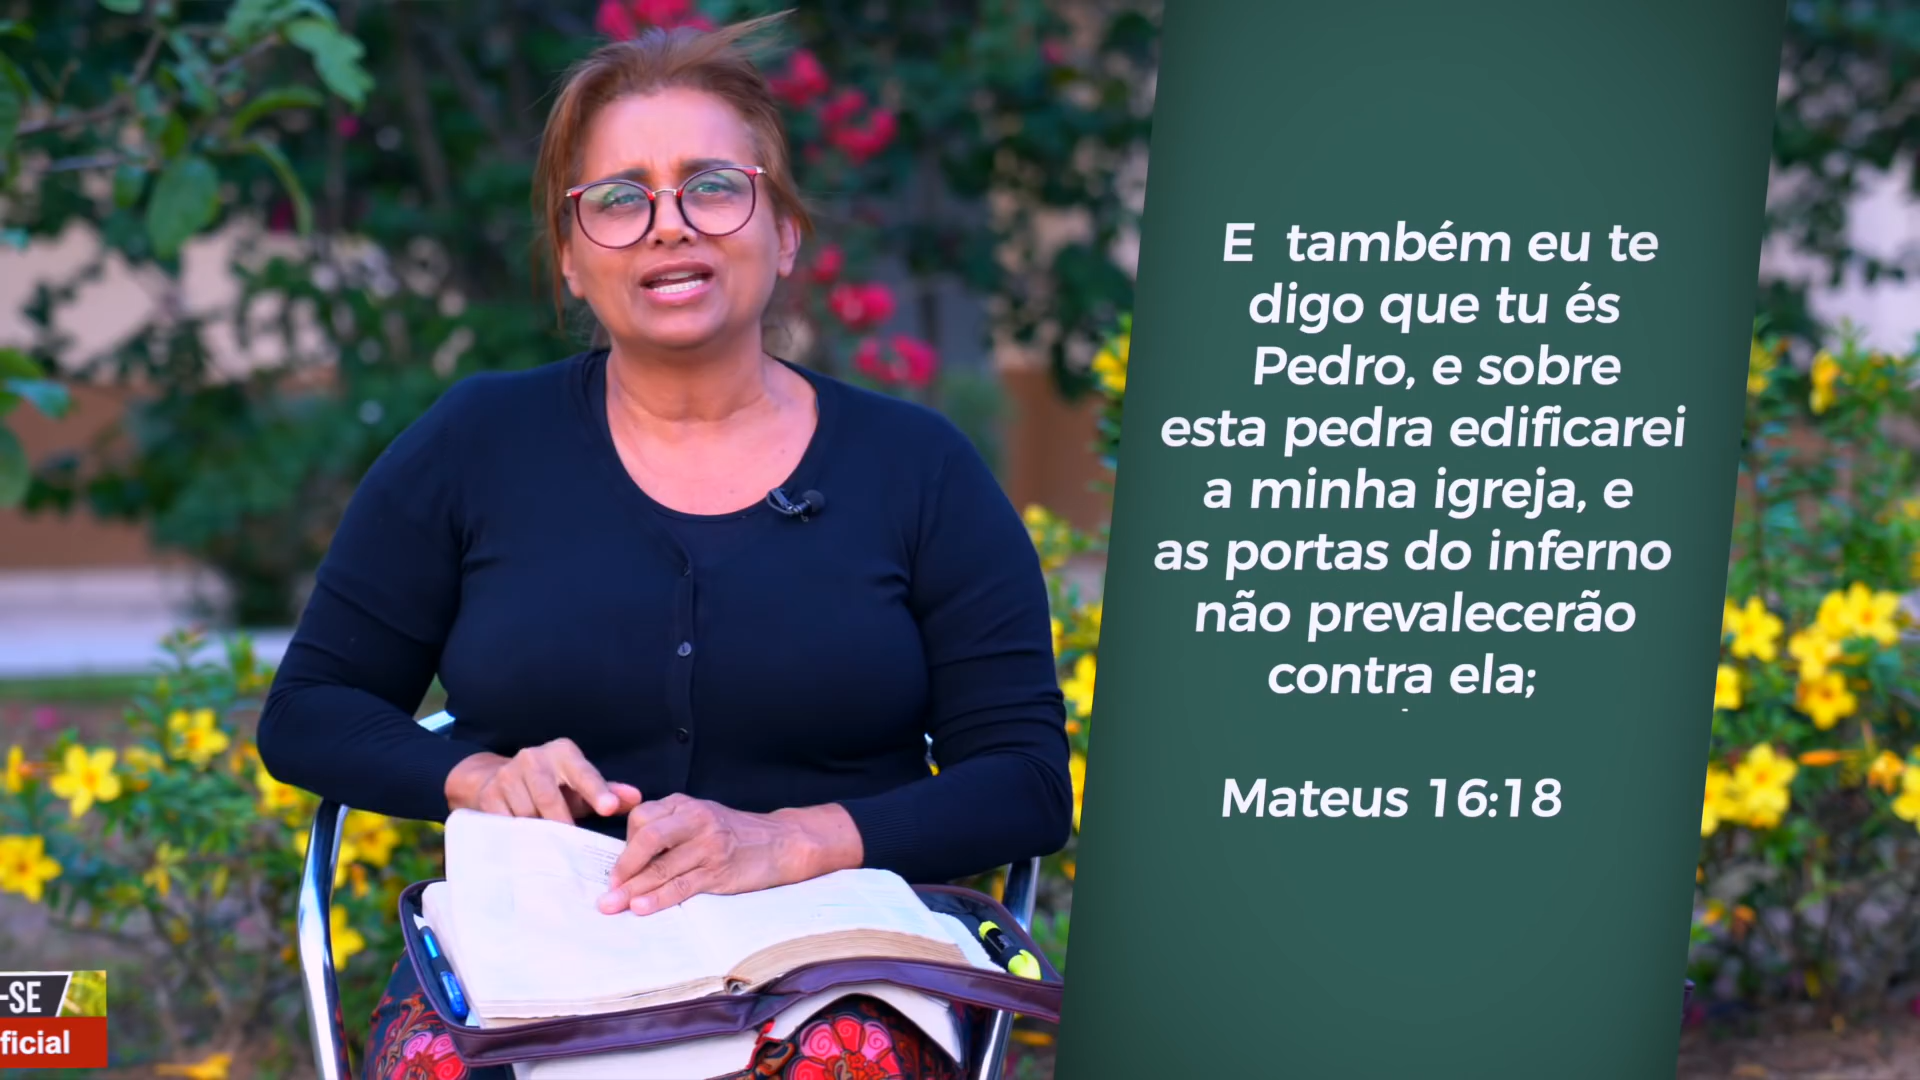 E também eu te
digo que tu és
Pedro, e sobre
esta pedra edificarei
a minha igreja, e
as portas do inferno
não prevalecerão
contra ela;
Mateus 16:18
-SE
ficial